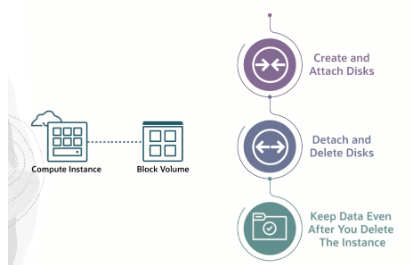 Compute Instance
Block Volume
Create and
Attach Disks
Detach and
Delete Disks
Keep Data Even
After You Delete
The Instance